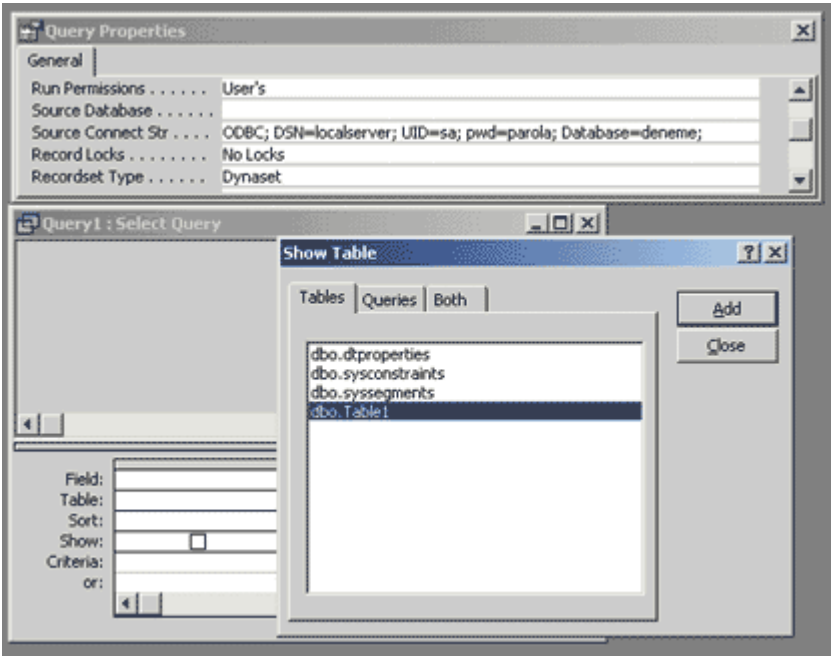 Query Properties
General
Run Permissions . . . . . . User's
Source Database . . . . . .
Source Connect Str . . . . ODBC; DSN=localserver; UID=sa; pwd=parola; Database=deneme;
Record Locks . . . . . . . . No Locks
Recordset Type . . . . . . Dynaset
Query1 : Select Query
Show Table
Tables Queries Both
Add
Close
dbo.dtproperties
dbo.sysconstraints
dbo.syssegments
dbo.Table1
Field:
Table:
Sort:
Show:
Criteria:
or: